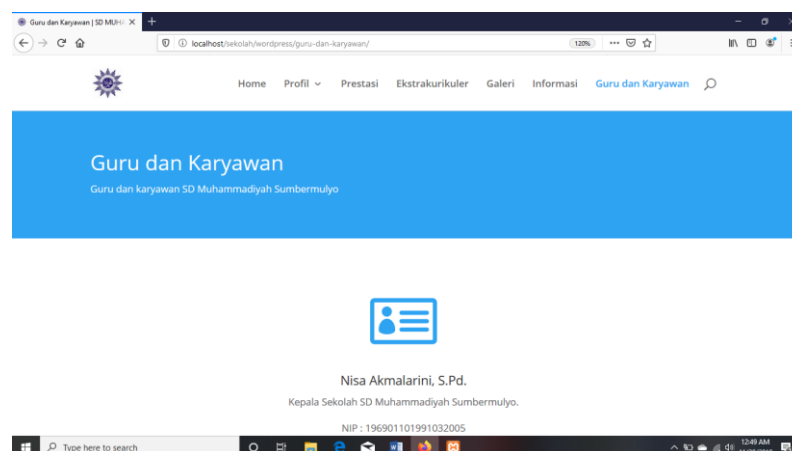 Guru dan Karyawan | SD MUH
localhost/sekolah/wordpress/guru-dan-karyawan/
120%
Home Profil Prestasi Ekstrakurikuler Galeri Informasi Guru dan Karyawan
Guru dan Karyawan
Guru dan karyawan SD Muhammadiyah Sumbermulyo
Nisa Akmalarini, S.Pd.
Kepala Sekolah SD Muhammadiyah Sumbermulyo.
NIP : 196901101991032005
Type here to search
12:49 AM